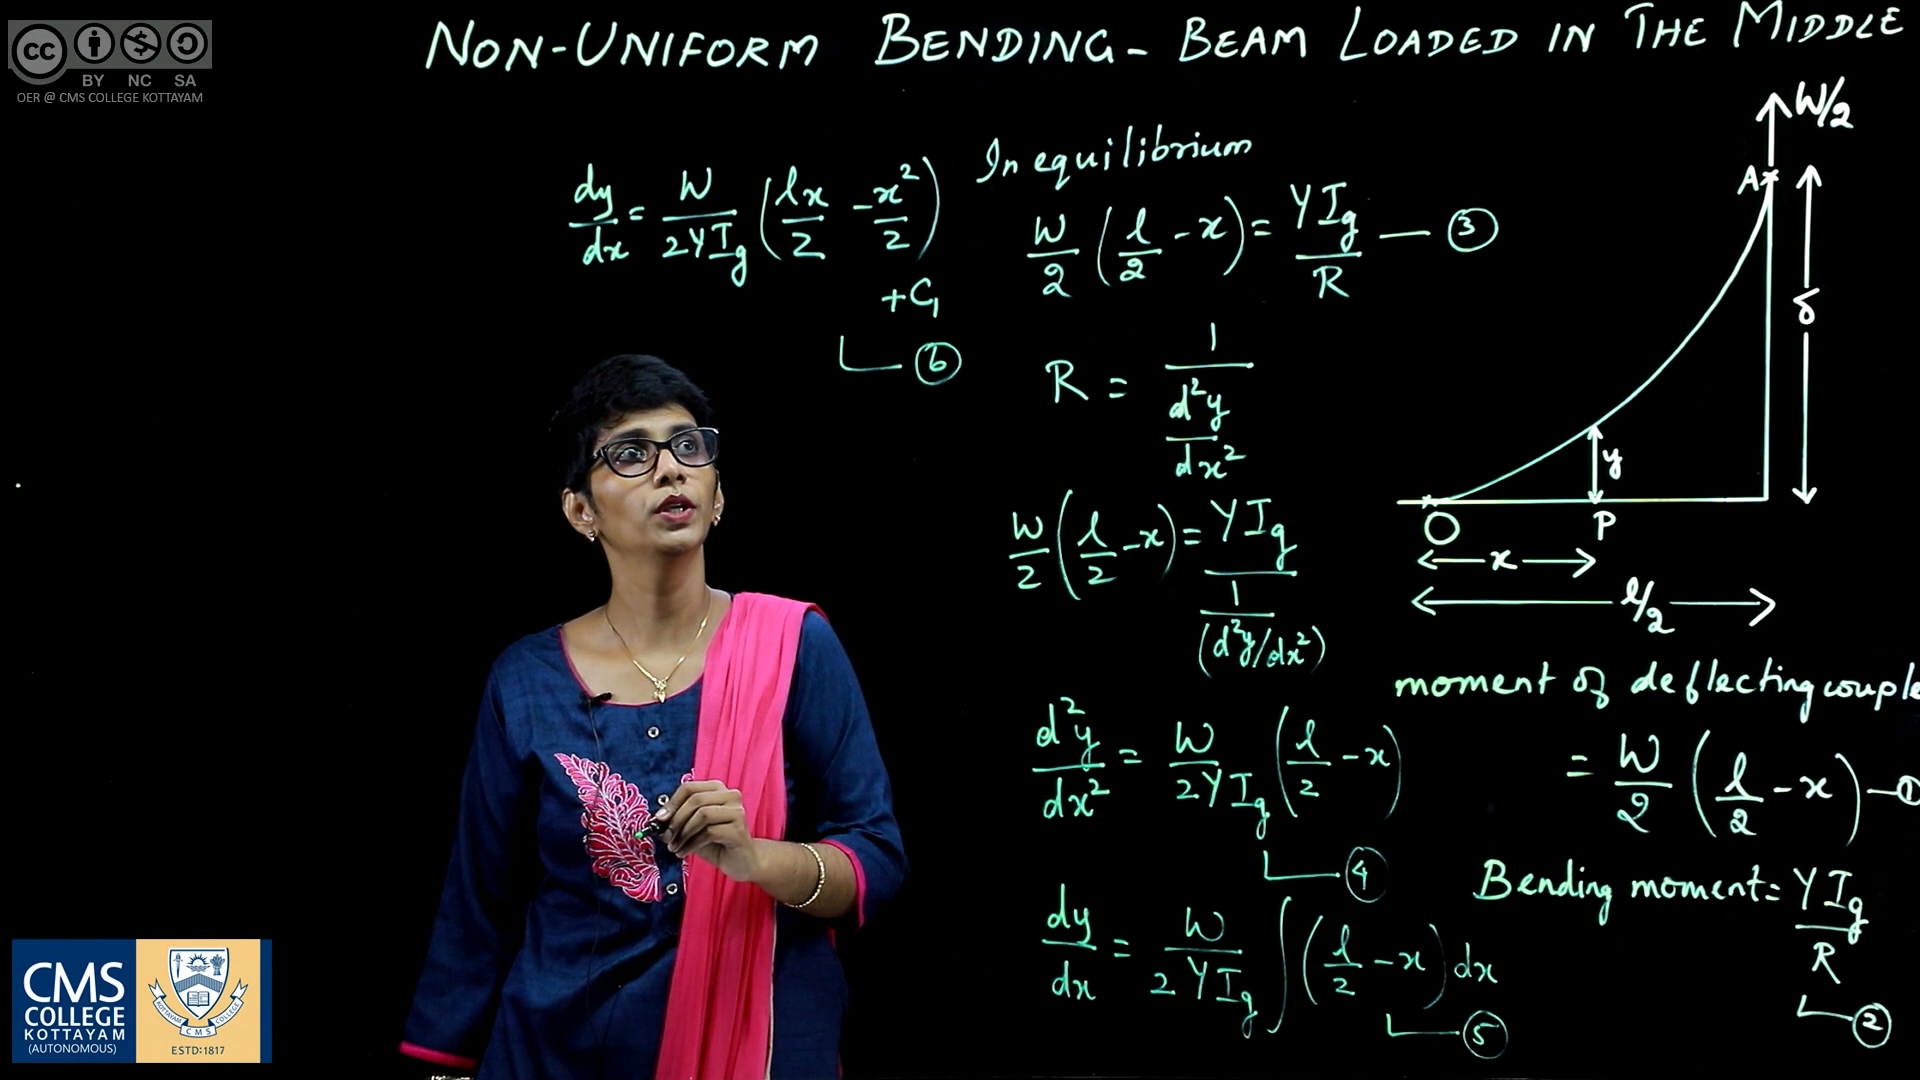 cc BY NC SA
OER @ CMS COLLEGE KOTTAYAM
NON-UNIFORM BENDING - BEAM LOADED IN THE MIDDLE
dy/dx = W/2YIg (lx/2 - x²/2)
+ C₁
6
In equilibrium
W/2 (l/2 - x) = YIg/R — 3
R = 1/(d²y/dx²)
W/2 (l/2 - x) = YIg/(1/(d²y/dx²))
d²y/dx² = W/2YIg (l/2 - x)
4
dy/dx = W/2YIg ∫(l/2 - x) dx
5
W/2
A
δ
y
O P
x
l/2
moment of deflecting couple
= W/2 (l/2 - x) — 1
Bending moment = YIg/R
2
CMS
COLLEGE
KOTTAYAM
(AUTONOMOUS)
KOTTAYAM CMS COLLEGE
ESTD:1817